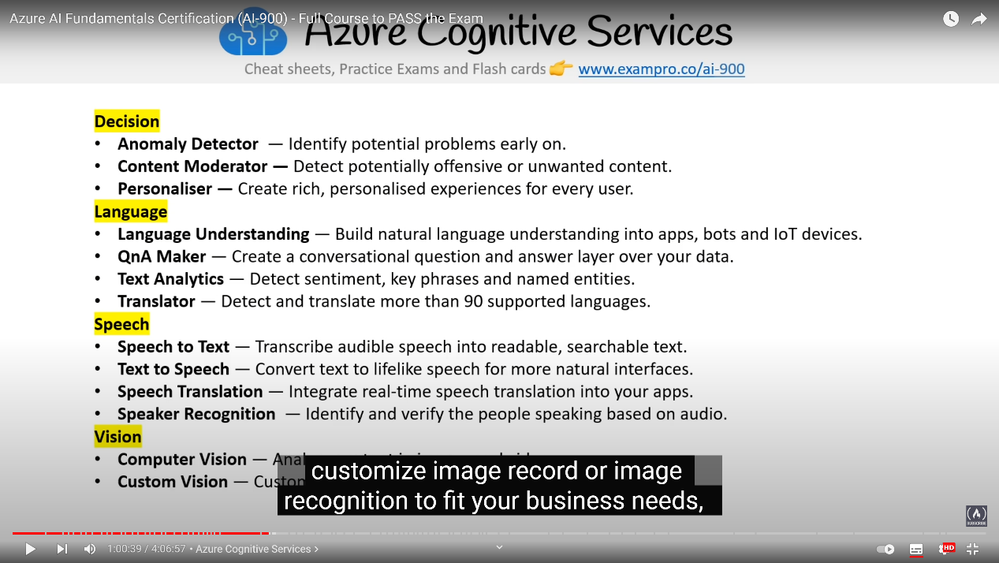 Azure AI Fundamentals Certification (AI-900) - Full Course to PASS the Exam
Azure Cognitive Services
Cheat sheets, Practice Exams and Flash cards 👉 www.exampro.co/ai-900
Decision
• Anomaly Detector — Identify potential problems early on.
• Content Moderator — Detect potentially offensive or unwanted content.
• Personaliser — Create rich, personalised experiences for every user.
Language
• Language Understanding — Build natural language understanding into apps, bots and IoT devices.
• QnA Maker — Create a conversational question and answer layer over your data.
• Text Analytics — Detect sentiment, key phrases and named entities.
• Translator — Detect and translate more than 90 supported languages.
Speech
• Speech to Text — Transcribe audible speech into readable, searchable text.
• Text to Speech — Convert text to lifelike speech for more natural interfaces.
• Speech Translation — Integrate real-time speech translation into your apps.
• Speaker Recognition — Identify and verify the people speaking based on audio.
Vision
• Computer Vision —
• Custom Vision —
customize image record or image
recognition to fit your business needs,
SUBSCRIBE
1:00:39 / 4:06:57 • Azure Cognitive Services >
HD